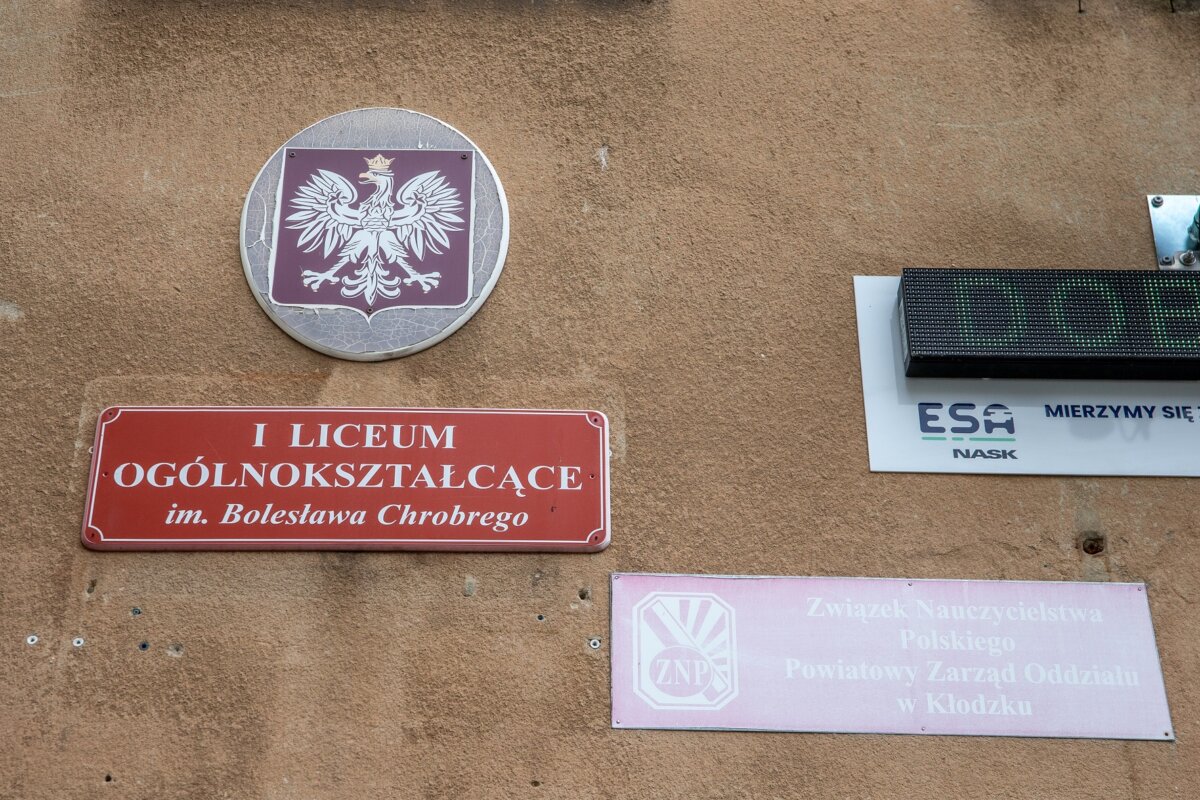 I LICEUM
OGÓLNOKSZTAŁCĄCE
im. Bolesława Chrobrego
ESA
NASK
MIERZYMY SIĘ
ZNP
Związek Nauczycielstwa
Polskiego
Powiatowy Zarząd Oddziału
w Kłodzku